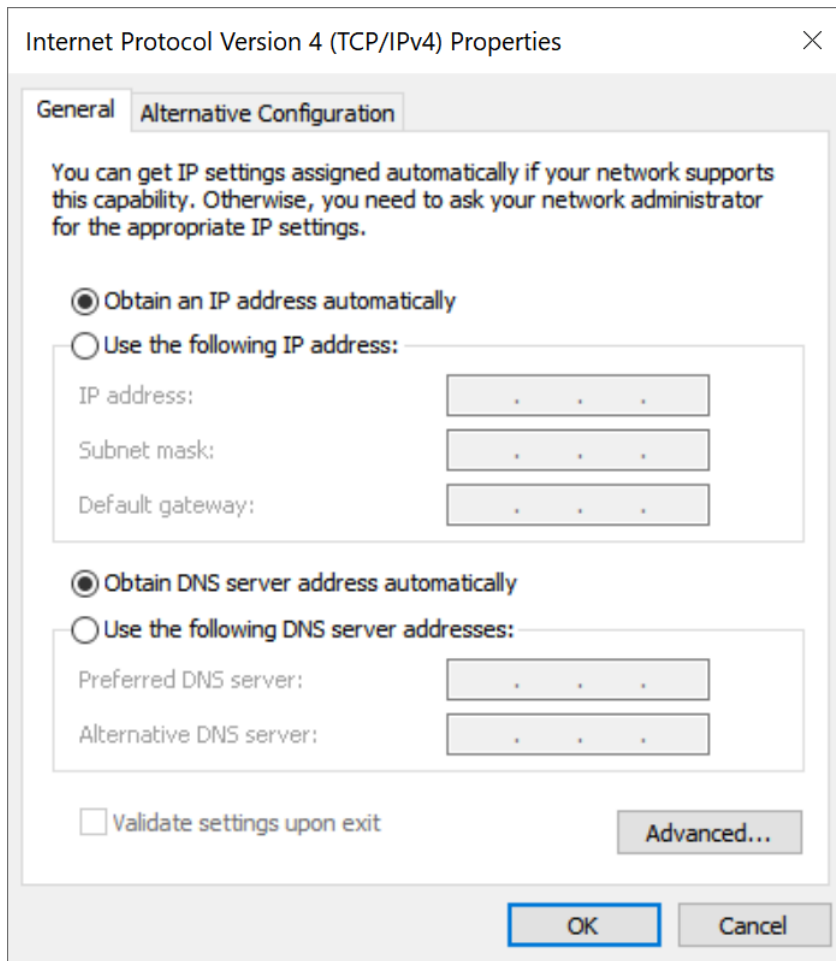 Internet Protocol Version 4 (TCP/IPv4) Properties
General
Alternative Configuration
You can get IP settings assigned automatically if your network supports
this capability. Otherwise, you need to ask your network administrator
for the appropriate IP settings.
Obtain an IP address automatically
Use the following IP address:
IP address: . . .
Subnet mask: . . .
Default gateway: . . .
Obtain DNS server address automatically
Use the following DNS server addresses:
Preferred DNS server: . . .
Alternative DNS server: . . .
Validate settings upon exit
Advanced...
OK
Cancel